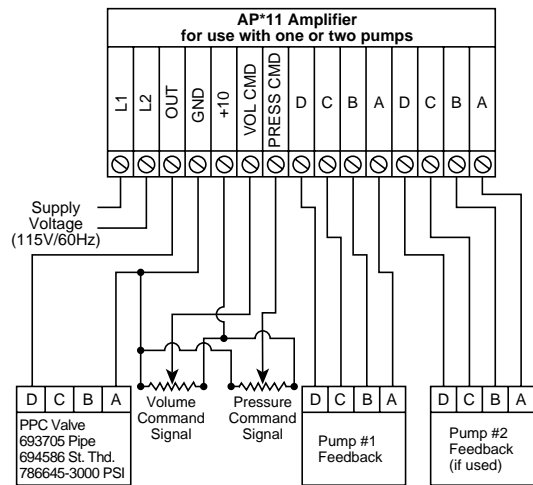 AP*11 Amplifier
for use with one or two pumps
L1
L2
OUT
GND
+10
VOL CMD
PRESS CMD
D
C
B
A
D
C
B
A
Supply
Voltage
(115V/60Hz)
D C B A
PPC Valve
693705 Pipe
694586 St. Thd.
786645-3000 PSI
Volume
Command
Signal
Pressure
Command
Signal
D C B A
Pump #1
Feedback
D C B A
Pump #2
Feedback
(if used)